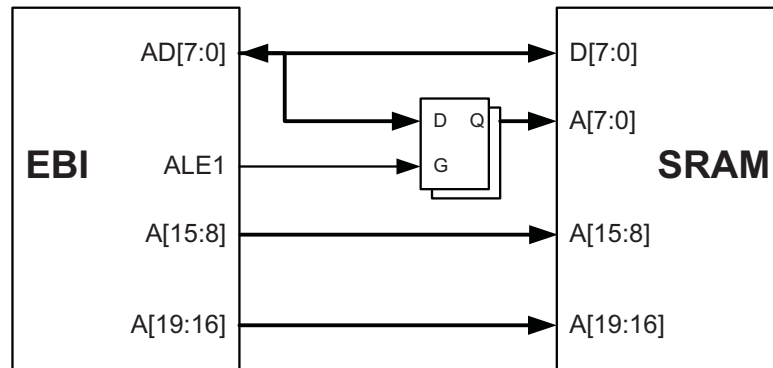 AD[7:0] D[7:0]
D Q A[7:0]
EBI ALE1 G SRAM
A[15:8] A[15:8]
A[19:16] A[19:16]